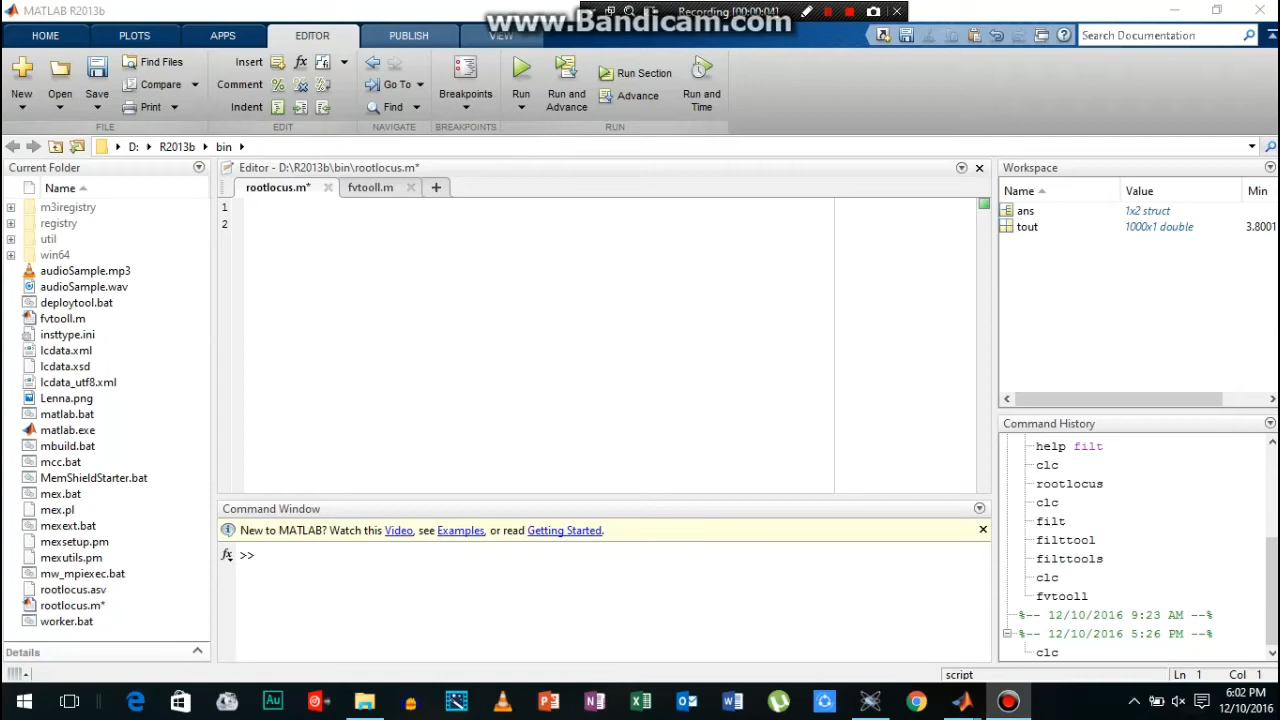 MATLAB R2013b
Recording [00:00:04]
www.Bandicam.com
HOME PLOTS APPS EDITOR PUBLISH VIEW
Search Documentation
New
Open
Save
Find Files
Compare
Print
Insert
Comment
Indent
Go To
Find
Breakpoints
Run
Run and Advance
Run Section
Advance
Run and Time
FILE EDIT NAVIGATE BREAKPOINTS RUN
D: R2013b bin
Current Folder
Name
m3iregistry
registry
util
win64
audioSample.mp3
audioSample.wav
deploytool.bat
fvtooll.m
insttype.ini
lcdata.xml
lcdata.xsd
lcdata_utf8.xml
Lenna.png
matlab.bat
matlab.exe
mbuild.bat
mcc.bat
MemShieldStarter.bat
mex.bat
mex.pl
mexext.bat
mexsetup.pm
mexutils.pm
mw_mpiexec.bat
rootlocus.asv
rootlocus.m*
worker.bat
Details
Editor - D:\R2013b\bin\rootlocus.m*
rootlocus.m* fvtooll.m
1
2
Command Window
New to MATLAB? Watch this Video, see Examples, or read Getting Started.
fx >>
Workspace
Name Value Min
ans 1x2 struct
tout 1000x1 double 3.8001
Command History
help filt
clc
rootlocus
clc
filt
filttool
filttools
clc
fvtooll
%-- 12/10/2016 9:23 AM --%
%-- 12/10/2016 5:26 PM --%
clc
script Ln 1 Col 1
6:02 PM
12/10/2016